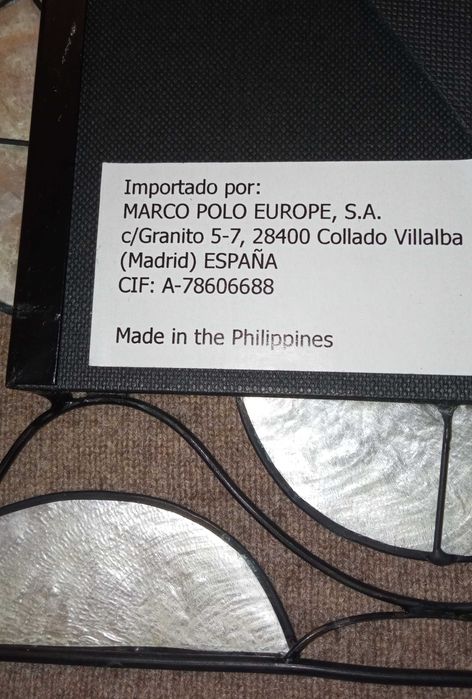 Importado por:
MARCO POLO EUROPE, S.A.
c/Granito 5-7, 28400 Collado Villalba
(Madrid) ESPAÑA
CIF: A-78606688
Made in the Philippines